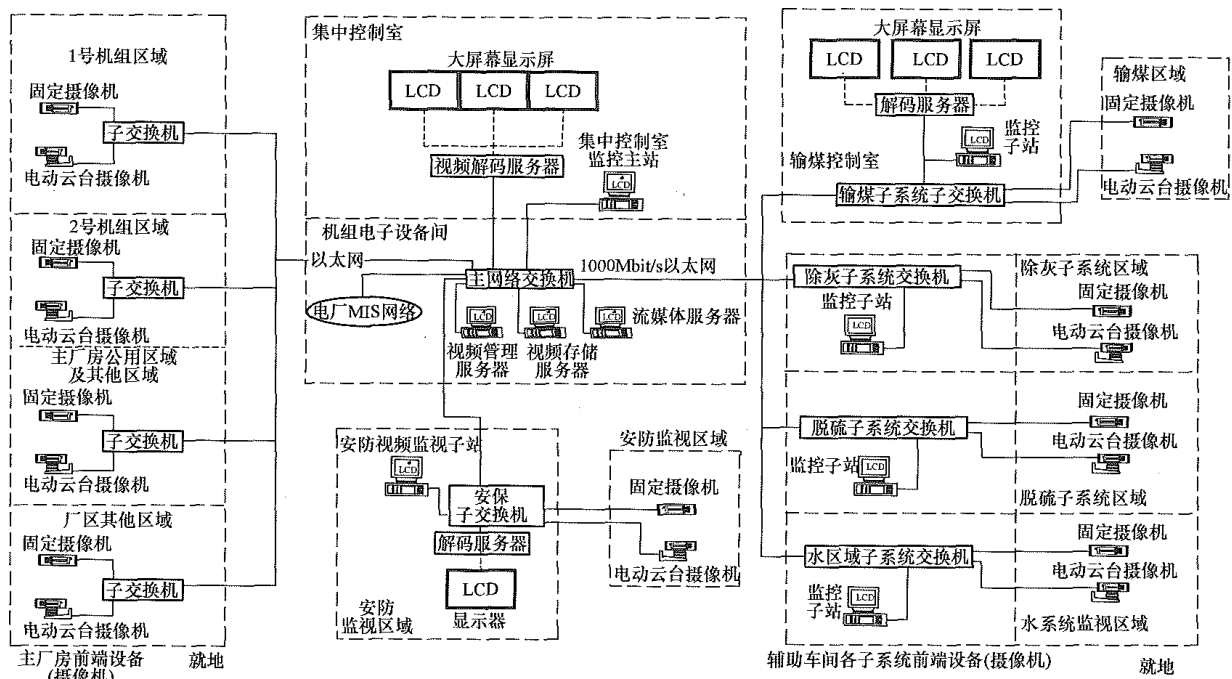 1号机组区域
固定摄像机
子交换机
电动云台摄像机
2号机组区域
固定摄像机
子交换机
电动云台摄像机
主厂房公用区域
及其他区域
固定摄像机
子交换机
电动云台摄像机
厂区其他区域
固定摄像机
子交换机
电动云台摄像机
主厂房前端设备
(摄像机)
就地
集中控制室
大屏幕显示屏
LCD
LCD
LCD
视频解码服务器
集中控制室
监控主站
LCD
机组电子设备间
以太网
主网络交换机
1000Mbit/s以太网
电厂MIS网络
LCD
LCD
LCD
流媒体服务器
视频管理
服务器
视频存储
服务器
安防视频监视子站
LCD
安保
子交换机
解码服务器
LCD
显示器
安防
监视区域
安防监视区域
固定摄像机
电动云台摄像机
大屏幕显示屏
LCD
LCD
LCD
解码服务器
LCD
监控
子站
输煤控制室
输煤子系统子交换机
输煤区域
固定摄像机
电动云台摄像机
除灰子系统交换机
监控子站
LCD
除灰子系统区域
固定摄像机
电动云台摄像机
脱硫子系统交换机
监控子站
LCD
固定摄像机
电动云台摄像机
脱硫子系统区域
水区域子系统交换机
监控
子站
LCD
固定摄像机
电动云台摄像机
水系统监视区域
辅助车间各子系统前端设备(摄像机)
就地